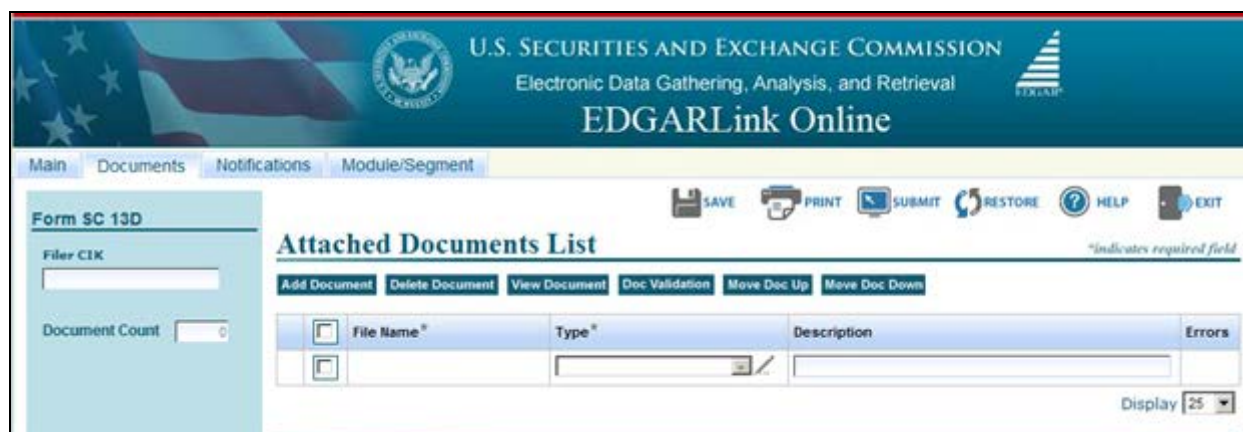 U.S. SECURITIES AND EXCHANGE COMMISSION
Electronic Data Gathering, Analysis, and Retrieval
EDGAR
EDGARLink Online
Main Documents Notifications Module/Segment
SAVE PRINT SUBMIT RESTORE HELP EXIT
Form SC 13D
Attached Documents List
*indicates required field
Filer CIK
Add Document Delete Document View Document Doc Validation Move Doc Up Move Doc Down
Document Count 0
File Name* Type* Description Errors
Display 25